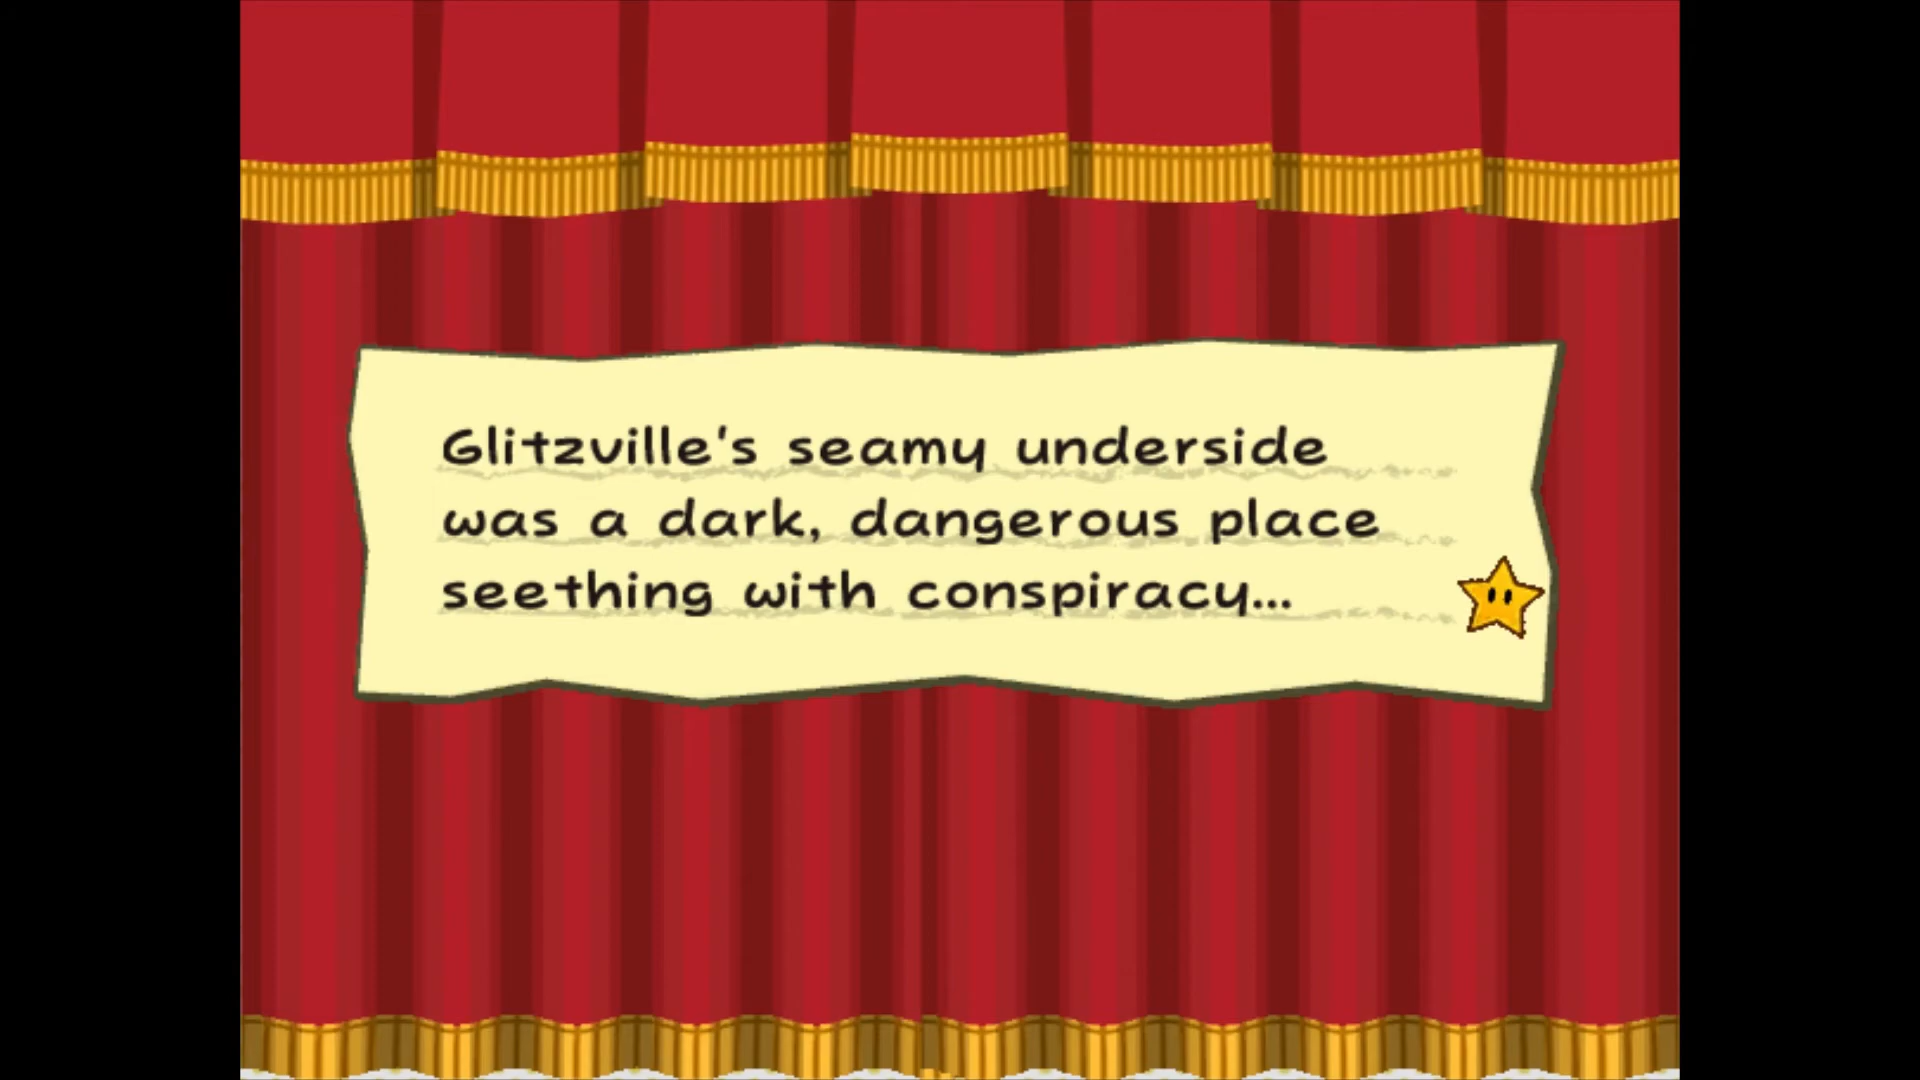 Glitzville's seamy underside
was a dark, dangerous place
seething with conspiracy...